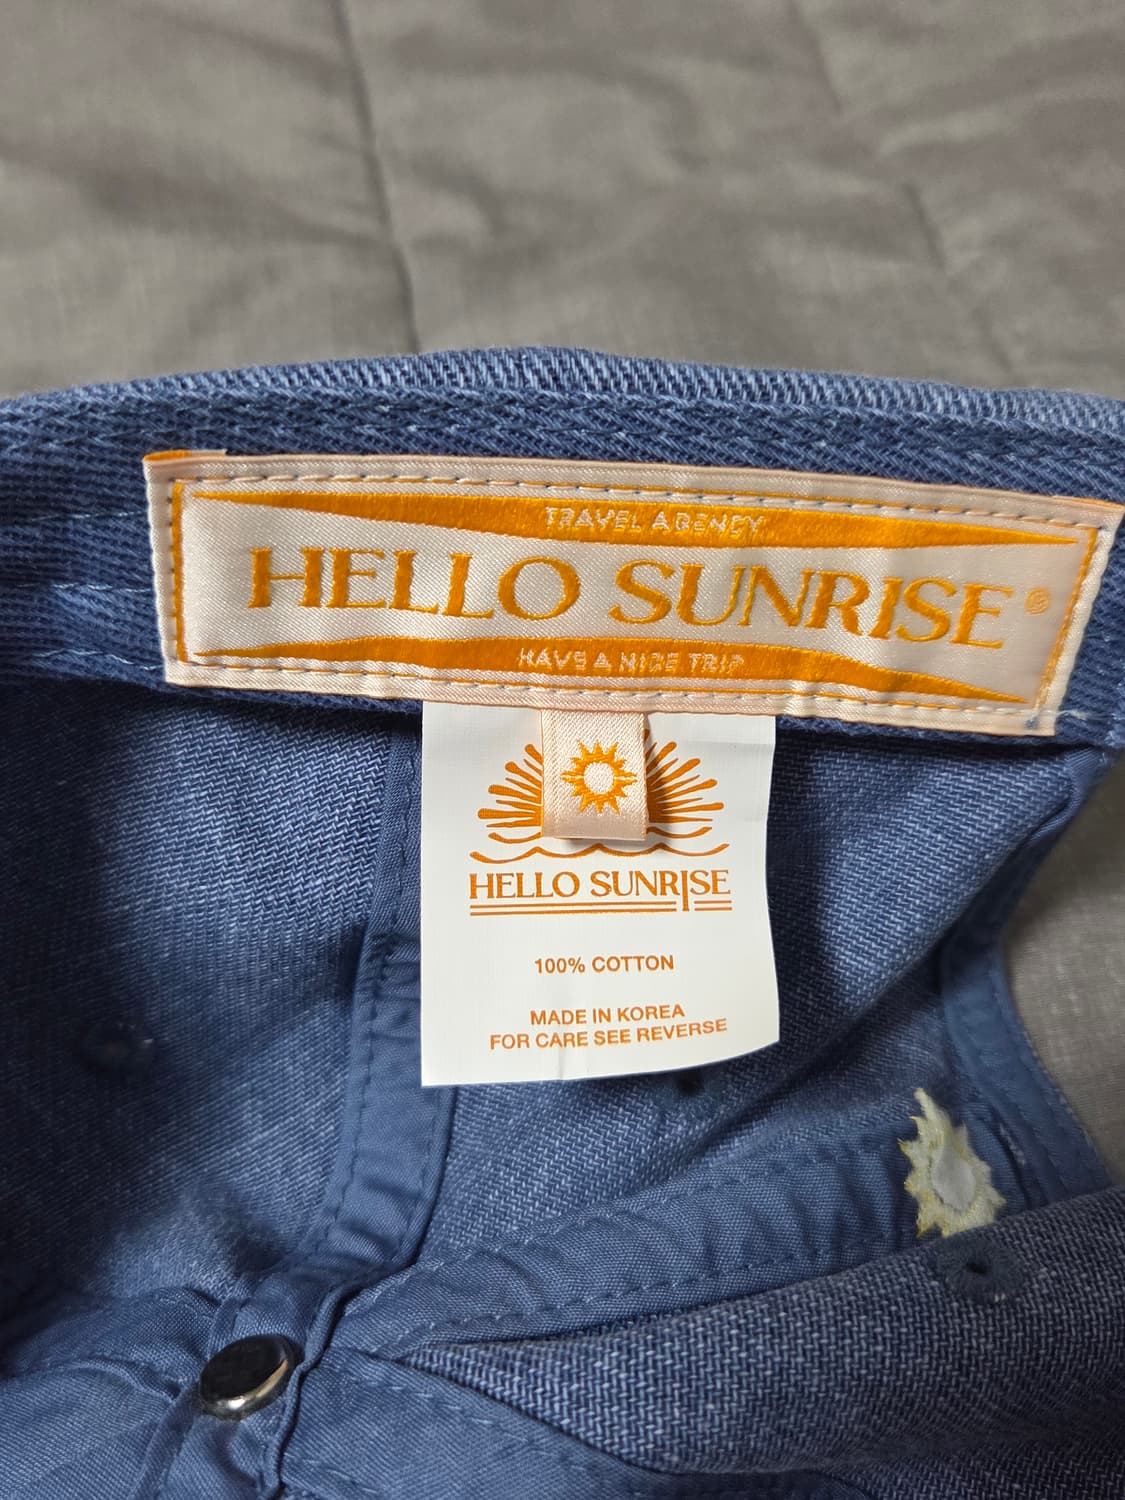 TRAVEL AGENCY
HELLO SUNRISE®
HAVE A NICE TRIP
HELLO SUNRISE
100% COTTON
MADE IN KOREA
FOR CARE SEE REVERSE